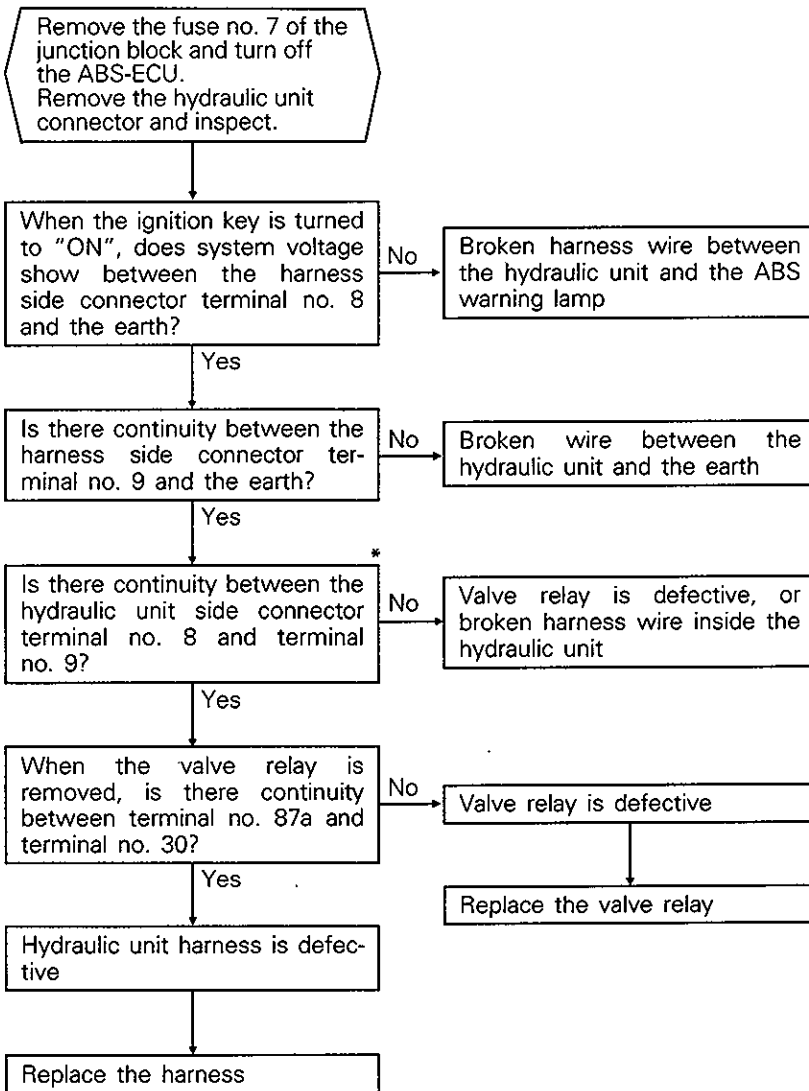 Remove the fuse no. 7 of the
junction block and turn off
the ABS-ECU.
Remove the hydraulic unit
connector and inspect.
When the ignition key is turned
to "ON", does system voltage
show between the harness
side connector terminal no. 8
and the earth?
No
Broken harness wire between
the hydraulic unit and the ABS
warning lamp
Yes
Is there continuity between the
harness side connector ter-
minal no. 9 and the earth?
No
Broken wire between the
hydraulic unit and the earth
Yes
*
Is there continuity between the
hydraulic unit side connector
terminal no. 8 and terminal
no. 9?
No
Valve relay is defective, or
broken harness wire inside the
hydraulic unit
Yes
When the valve relay is
removed, is there continuity
between terminal no. 87a and
terminal no. 30?
No
Valve relay is defective
Replace the valve relay
Yes
Hydraulic unit harness is defec-
tive
Replace the harness